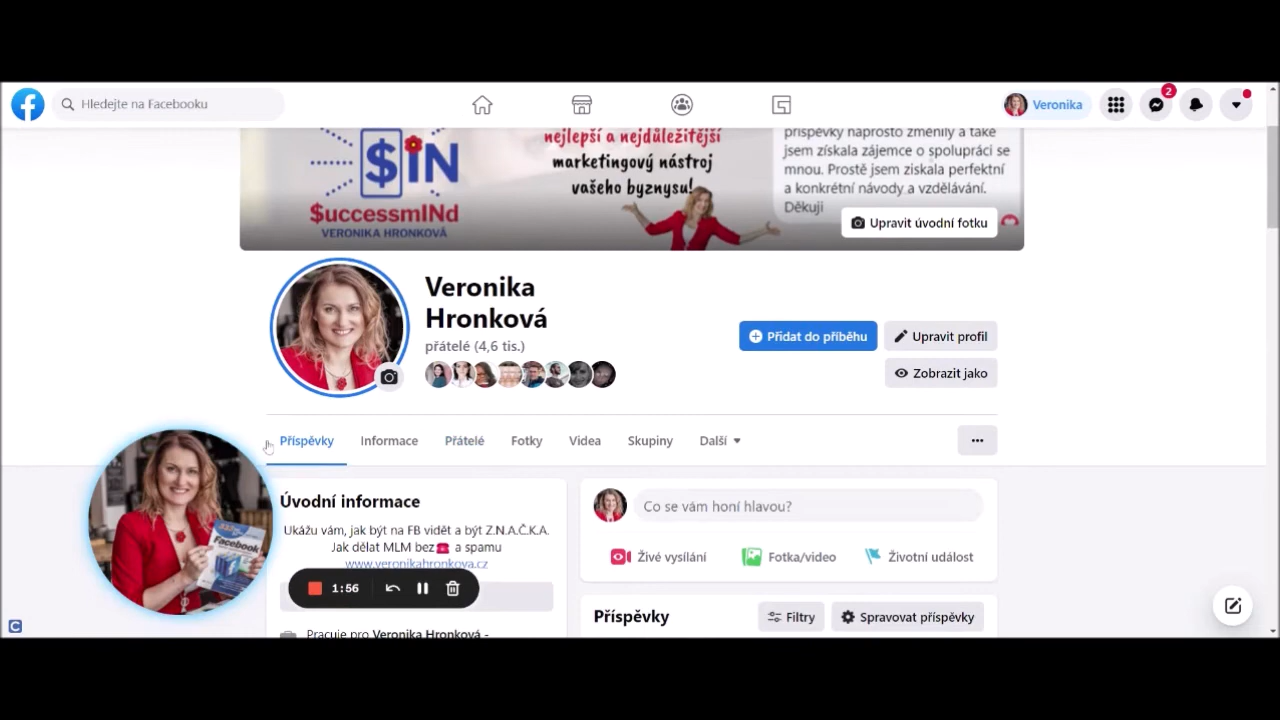 Hledejte na Facebooku
Veronika
2
$IN
$uccessmINd
VERONIKA HRONKOVÁ
nejlepší a nejdůležitější
marketingový nástroj
vašeho byznysu!
příspěvky naprosto změnily a take
jsem získala zájemce o spolupráci se
mnou. Prostě jsem ziskala perfektní
a konkrétní návody a vzdělávání.
Děkuji
Upravit úvodní fotku
Veronika
Hronková
přátelé (4,6 tis.)
Přidat do příběhu
Upravit profil
Zobrazit jako
Příspěvky
Informace
Přátelé
Fotky
Videa
Skupiny
Další
Úvodní informace
Ukážu vám, jak být na FB vidět a být Z.N.A.Č.K.A.
Jak dělat MLM bez☎️ a spamu
www.veronikahronkova.cz
1:56
Pracuje pro Veronika Hronková -
Co se vám honí hlavou?
Živé vysílání
Fotka/video
Životní událost
Příspěvky
Filtry
Spravovat příspěvky
Facebook